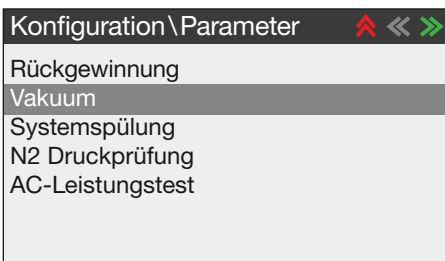 Konfiguration\Parameter
Rückgewinnung
Vakuum
Systemspülung
N2 Druckprüfung
AC-Leistungstest